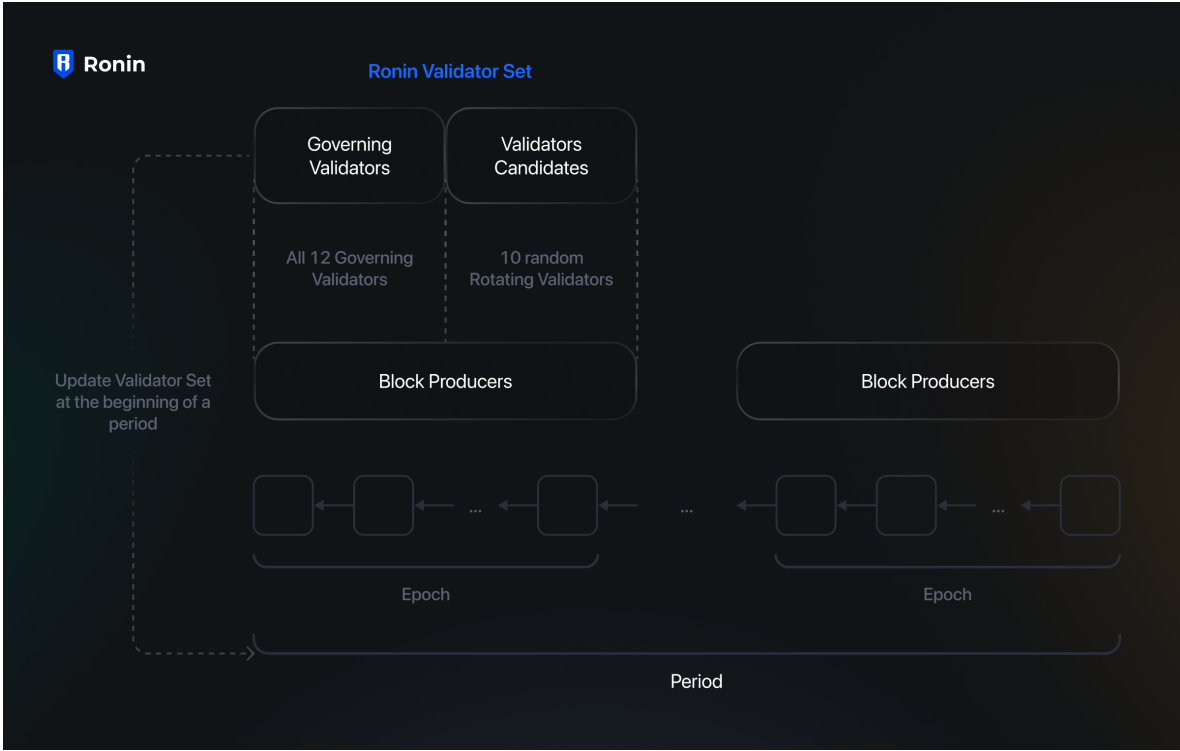 Ronin
Ronin Validator Set
Governing
Validators
Validators
Candidates
All 12 Governing
Validators
10 random
Rotating Validators
Update Validator Set
at the beginning of a
period
Block Producers
Block Producers
...
...
...
Epoch
Epoch
Period